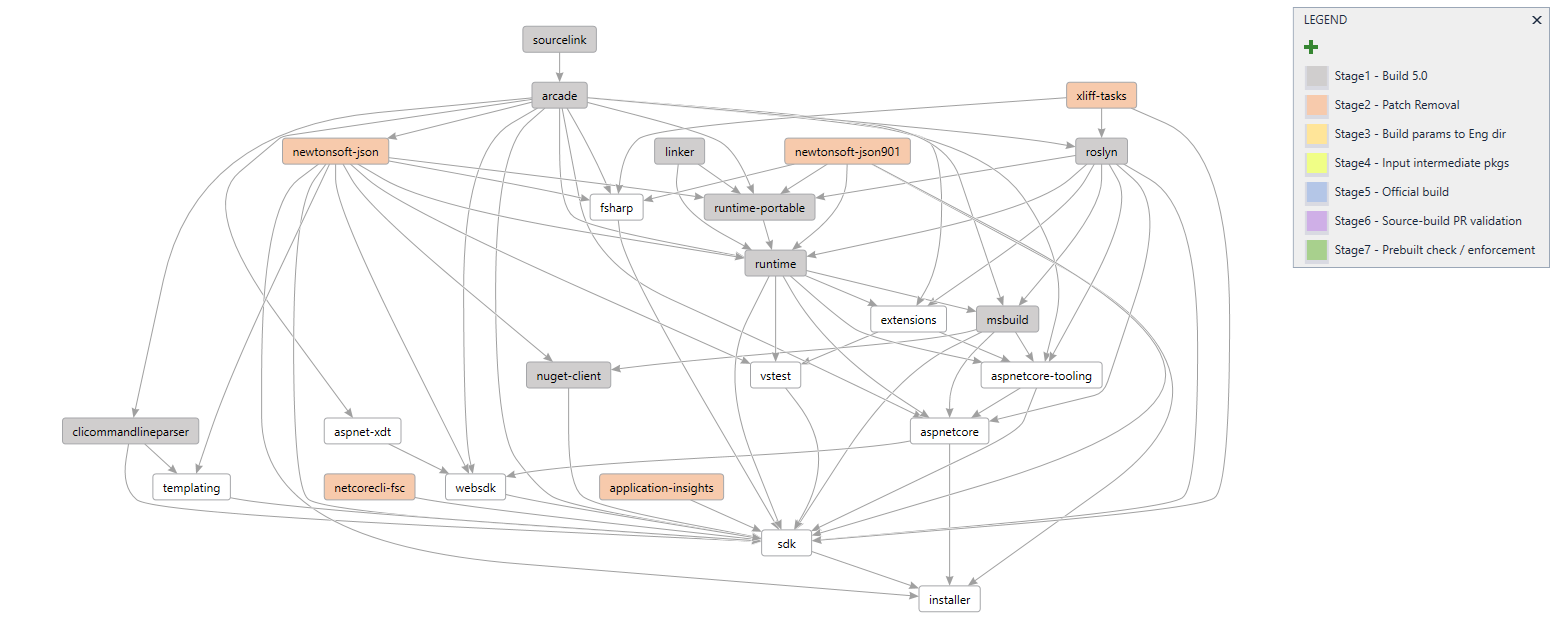 sourcelink
arcade
xliff-tasks
newtonsoft-json
linker
newtonsoft-json901
roslyn
fsharp
runtime-portable
runtime
extensions
msbuild
nuget-client
vstest
aspnetcore-tooling
clicommandlineparser
aspnet-xdt
aspnetcore
templating
netcorecli-fsc
websdk
application-insights
sdk
installer
LEGEND
Stage1 - Build 5.0
Stage2 - Patch Removal
Stage3 - Build params to Eng dir
Stage4 - Input intermediate pkgs
Stage5 - Official build
Stage6 - Source-build PR validation
Stage7 - Prebuilt check / enforcement